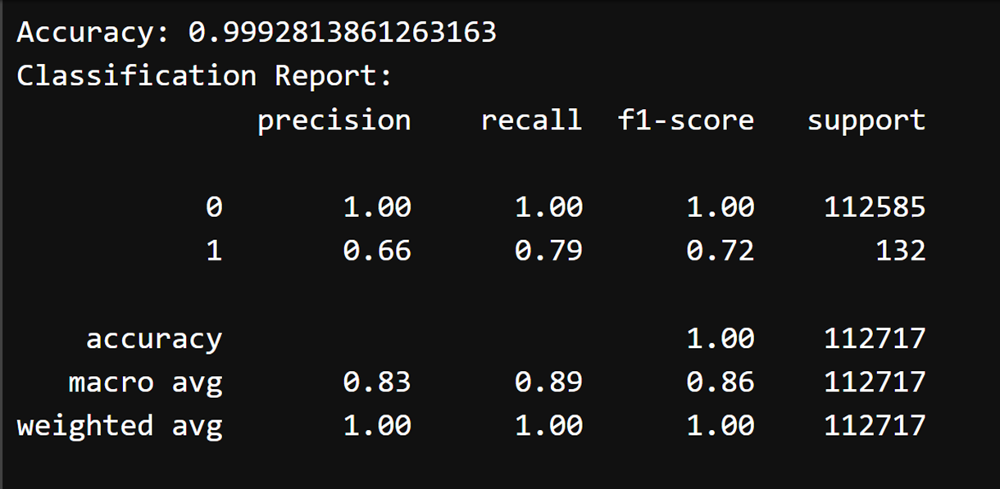 Accuracy: 0.9992813861263163
Classification Report:
precision recall f1-score support
0 1.00 1.00 1.00 112585
1 0.66 0.79 0.72 132
accuracy 1.00 112717
macro avg 0.83 0.89 0.86 112717
weighted avg 1.00 1.00 1.00 112717